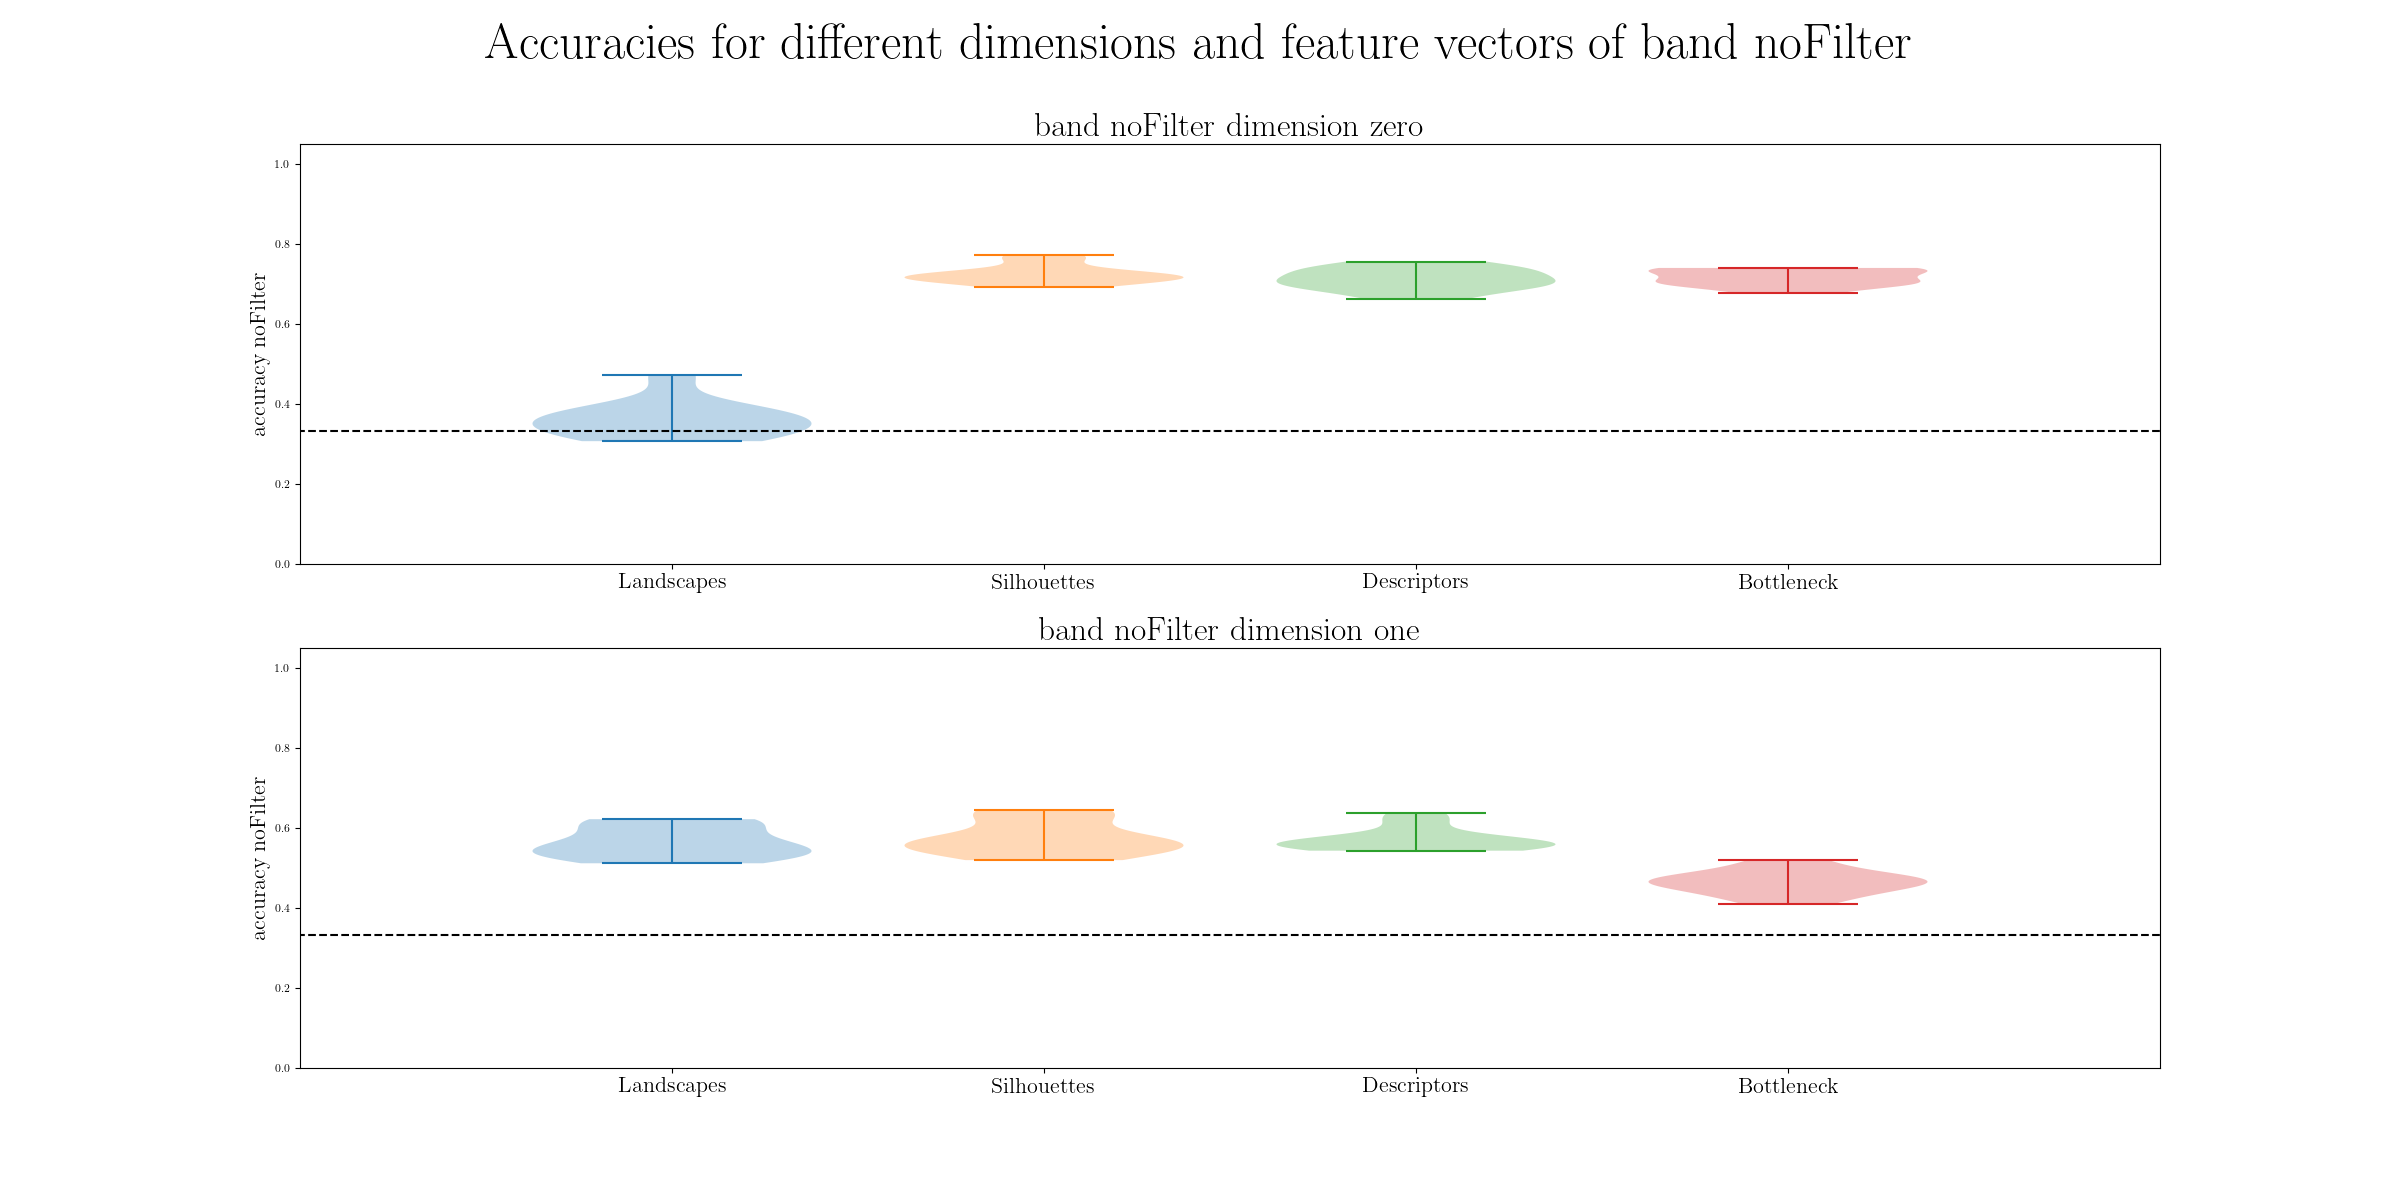 Accuracies for different dimensions and feature vectors of band noFilter
band noFilter dimension zero
accuracy noFilter
1.0
0.8
0.6
0.4
0.2
0.0
Landscapes Silhouettes Descriptors Bottleneck
band noFilter dimension one
accuracy noFilter
1.0
0.8
0.6
0.4
0.2
0.0
Landscapes Silhouettes Descriptors Bottleneck